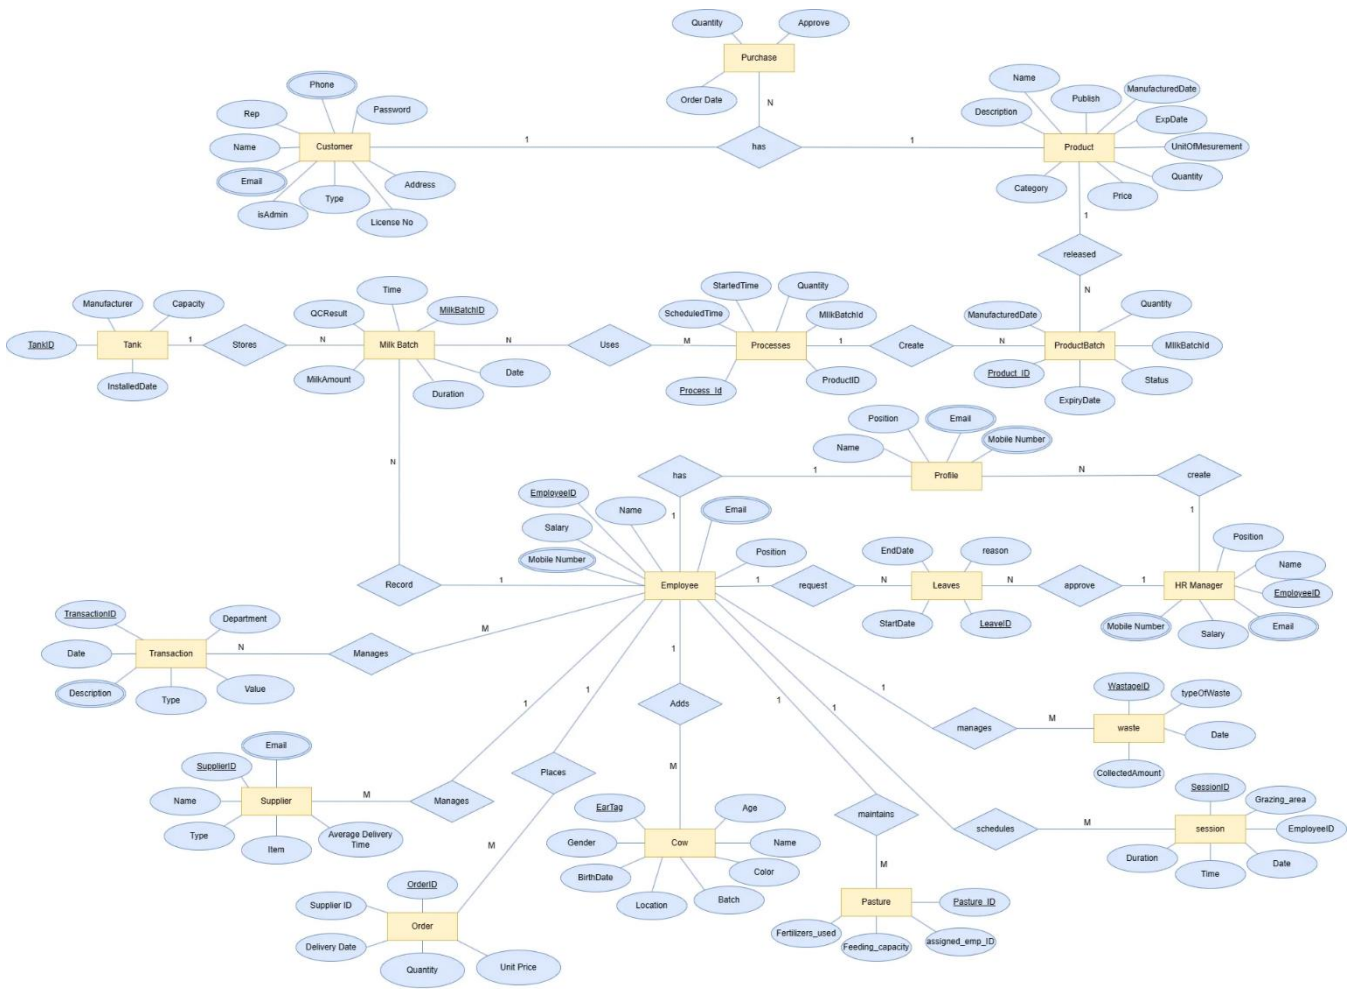 Quantity
Approve
Purchase
Order Date
N
Phone
Rep
Password
Name
Customer
Email
Address
isAdmin
Type
License No
1
has
1
Name
Publish
ManufacturedDate
Description
ExpDate
Product
UnitOfMesurement
Category
Price
Quantity
1
released
N
Manufacturer
Capacity
TankID
Tank
InstalledDate
1
Stores
N
Time
QCResult
MilkBatchID
Milk Batch
MilkAmount
Duration
Date
N
Uses
M
StartedTime
Quantity
ScheduledTime
MIlkBatchId
Processes
Process_Id
ProductID
1
Create
N
ManufacturedDate
Quantity
ProductBatch
MIlkBatchId
Product_ID
Status
ExpiryDate
Position
Email
Name
Mobile Number
Profile
has
1
1
N
create
1
N
Record
1
EmployeeID
Name
Email
Salary
Mobile Number
Position
Employee
1
request
N
EndDate
reason
Leaves
StartDate
LeaveID
N
approve
1
Position
Name
HR Manager
EmployeeID
Mobile Number
Salary
Email
TransactionID
Department
Date
Transaction
Description
Type
Value
N
Manages
M
Email
SupplierID
Name
Supplier
Type
Item
Average Delivery
Time
M
Manages
1
Places
1
M
OrderID
Supplier ID
Order
Delivery Date
Quantity
Unit Price
1
Adds
M
EarTag
Age
Gender
Cow
Name
BirthDate
Color
Location
Batch
1
maintains
M
Pasture
Pasture_ID
Fertilizers_used
Feeding_capacity
assigned_emp_ID
1
manages
M
WastageID
typeOfWaste
waste
Date
CollectedAmount
1
schedules
M
SessionID
Grazing_area
session
EmployeeID
Duration
Time
Date